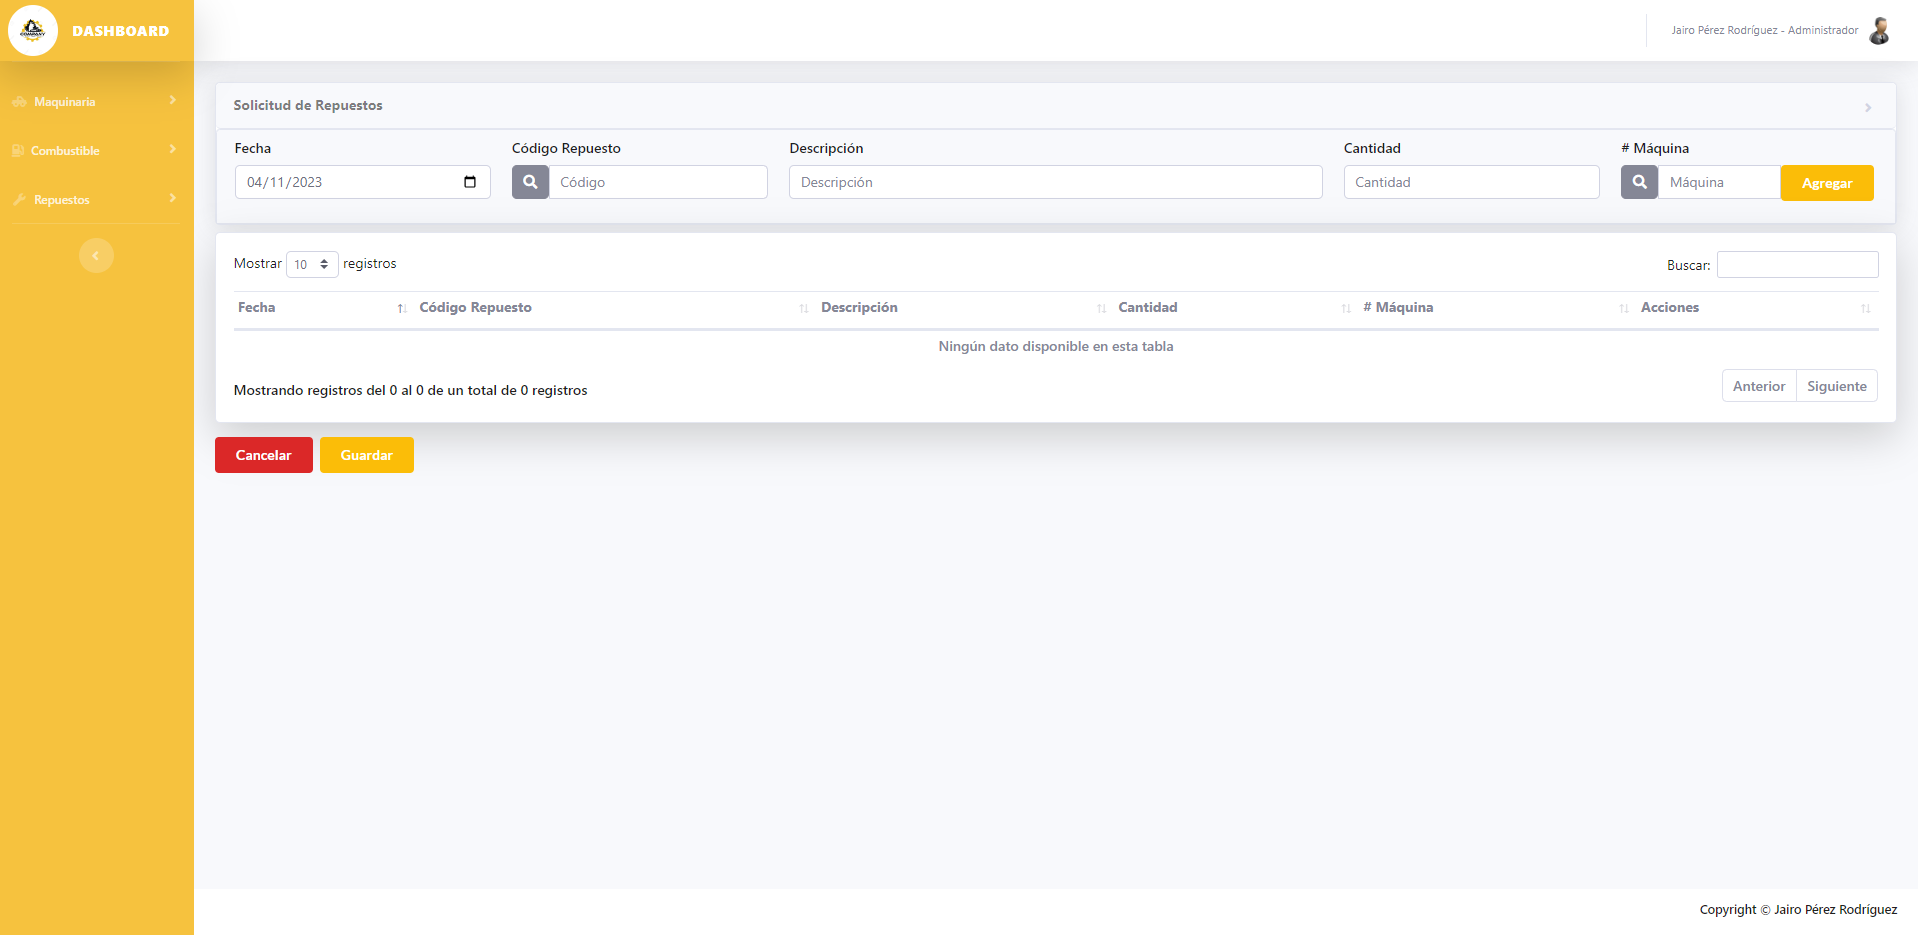 DASHBOARD
Jairo Pérez Rodríguez - Administrador
Maquinaria
Combustible
Repuestos
Solicitud de Repuestos
Fecha Código Repuesto Descripción Cantidad # Máquina
04/11/2023 Código Descripción Cantidad Máquina Agregar
Mostrar 10 registros Buscar:
Fecha Código Repuesto Descripción Cantidad # Máquina Acciones
Ningún dato disponible en esta tabla
Mostrando registros del 0 al 0 de un total de 0 registros Anterior Siguiente
Cancelar Guardar
Copyright © Jairo Pérez Rodríguez